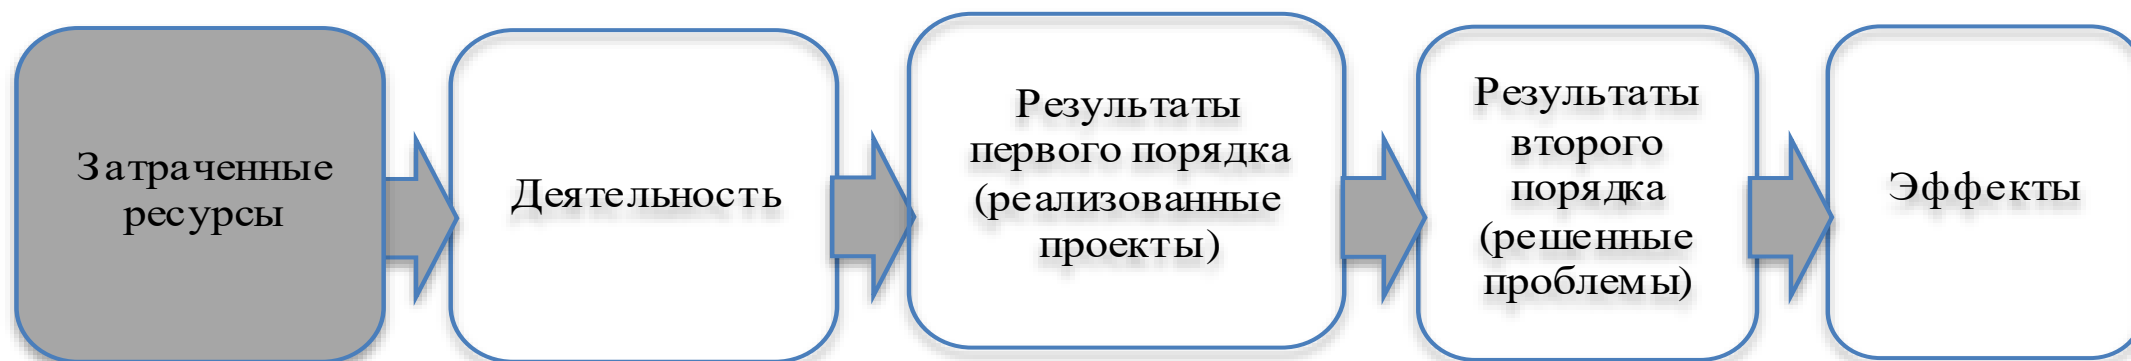 Затраченные
ресурсы
Деятельность
Результаты
первого порядка
(реализованные
проекты)
Результаты
второго
порядка
(решенные
проблемы)
Эффекты